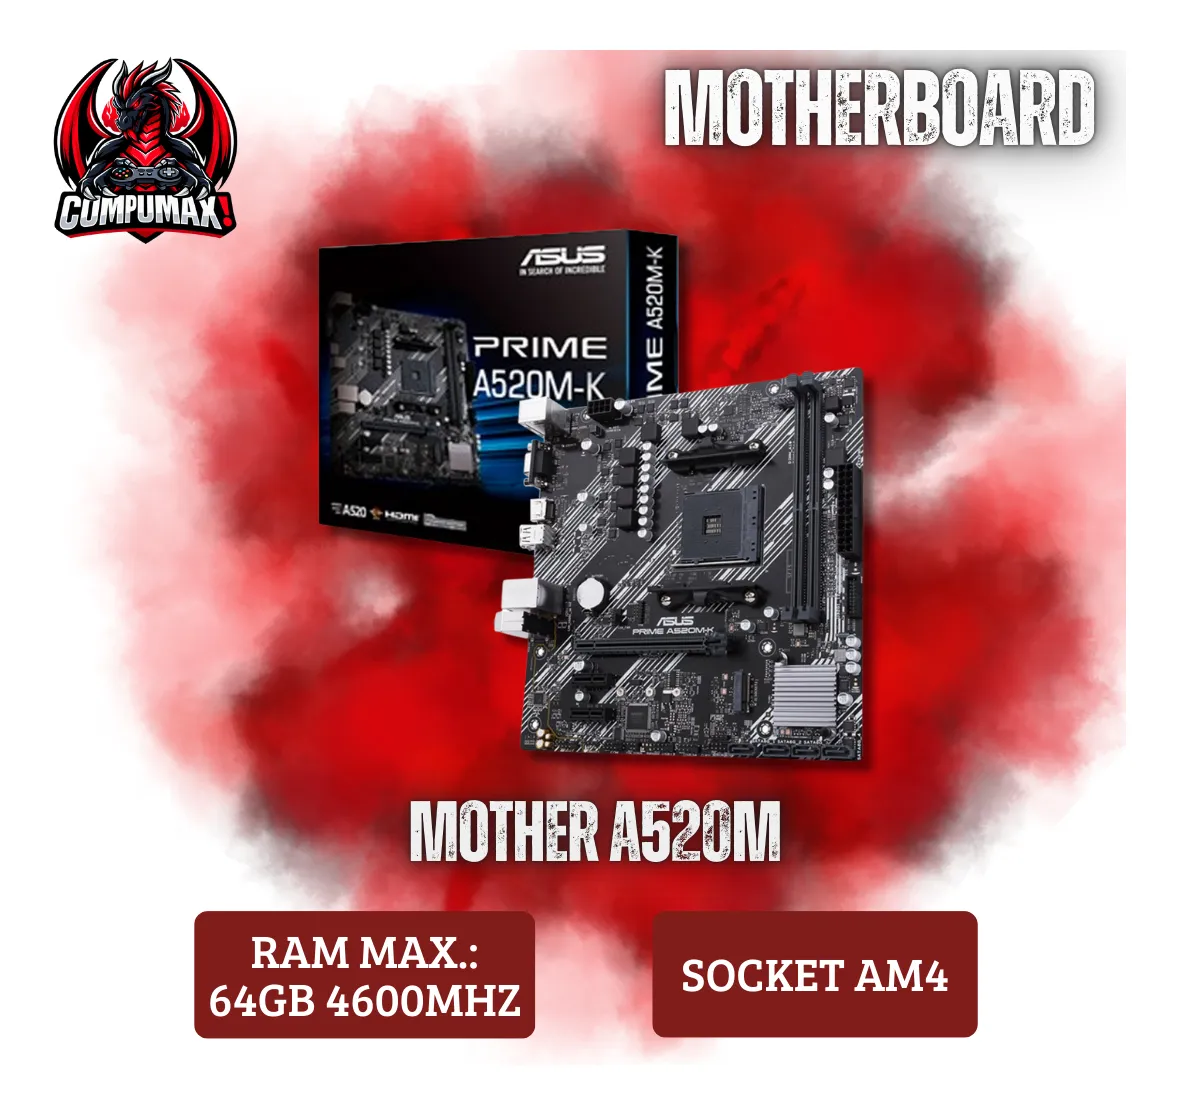 MOTHERBOARD
COMPUMAX!
ASUS
IN SEARCH OF INCREDIBLE
PRIME
A520M-K
PRIME A520M-K
A520
HDMI
ASUS
PRIME A520M-K
MOTHER A520M
RAM MAX.:
64GB 4600MHZ
SOCKET AM4